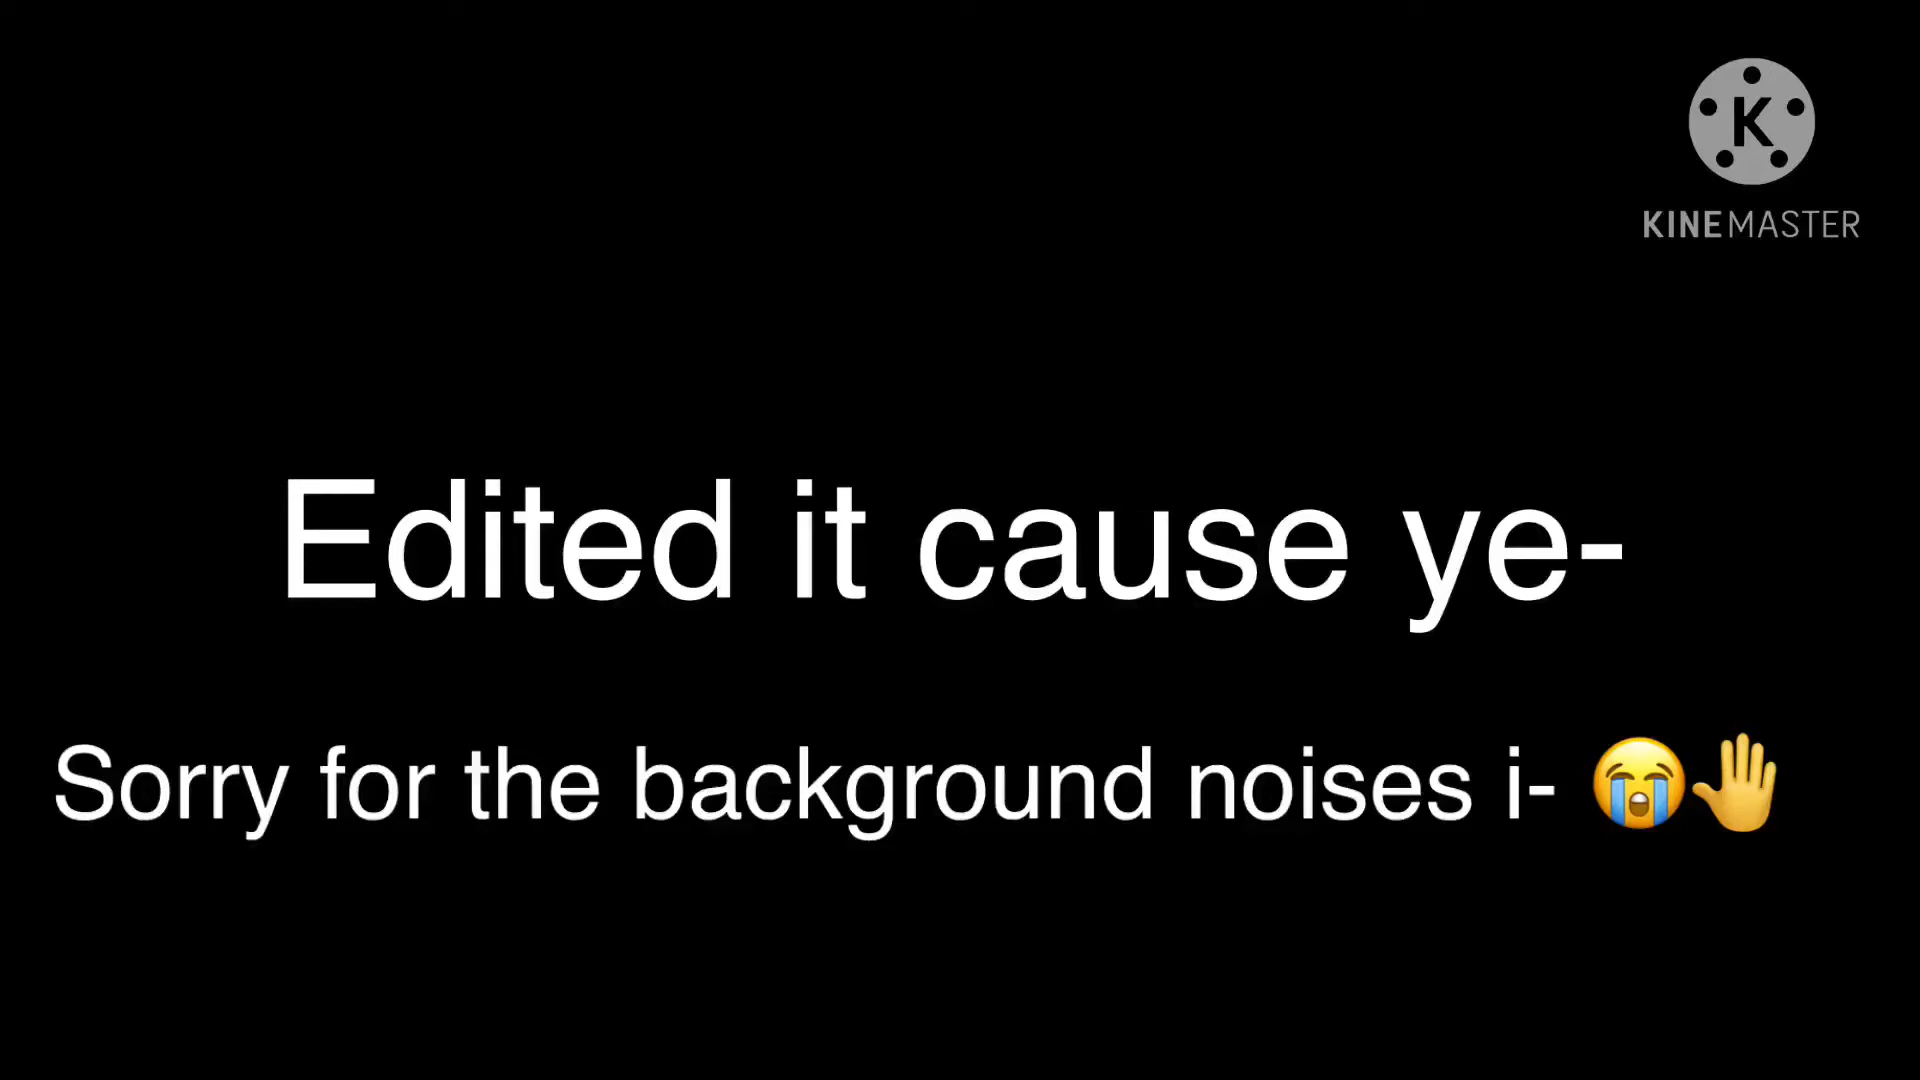 K
KINEMASTER
Edited it cause ye-
Sorry for the background noises i- 😭🤚